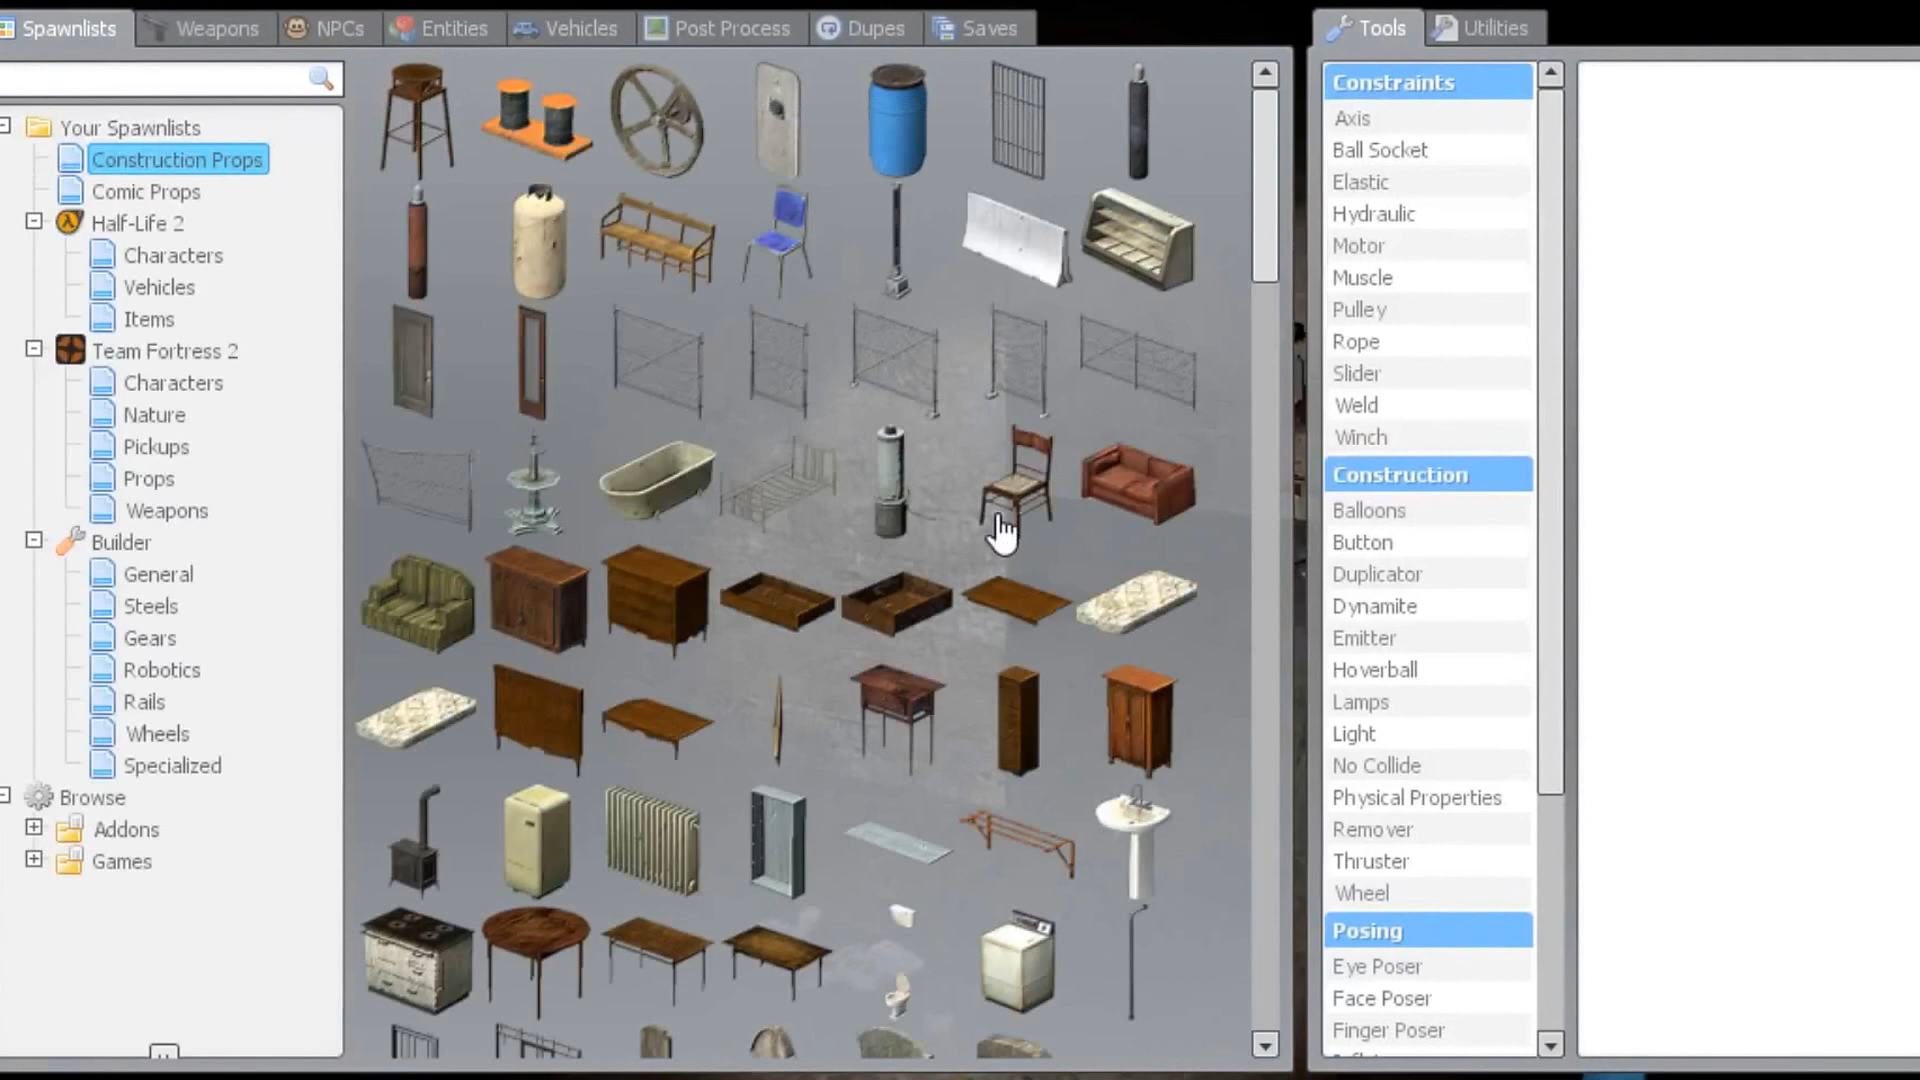 Spawnlists
Weapons
NPCs
Entities
Vehicles
Post Process
Dupes
Saves
Tools
Utilities
Your Spawnlists
Construction Props
Comic Props
Half-Life 2
Characters
Vehicles
Items
Team Fortress 2
Characters
Nature
Pickups
Props
Weapons
Builder
General
Steels
Gears
Robotics
Rails
Wheels
Specialized
Browse
Addons
Games
Constraints
Axis
Ball Socket
Elastic
Hydraulic
Motor
Muscle
Pulley
Rope
Slider
Weld
Winch
Construction
Balloons
Button
Duplicator
Dynamite
Emitter
Hoverball
Lamps
Light
No Collide
Physical Properties
Remover
Thruster
Wheel
Posing
Eye Poser
Face Poser
Finger Poser